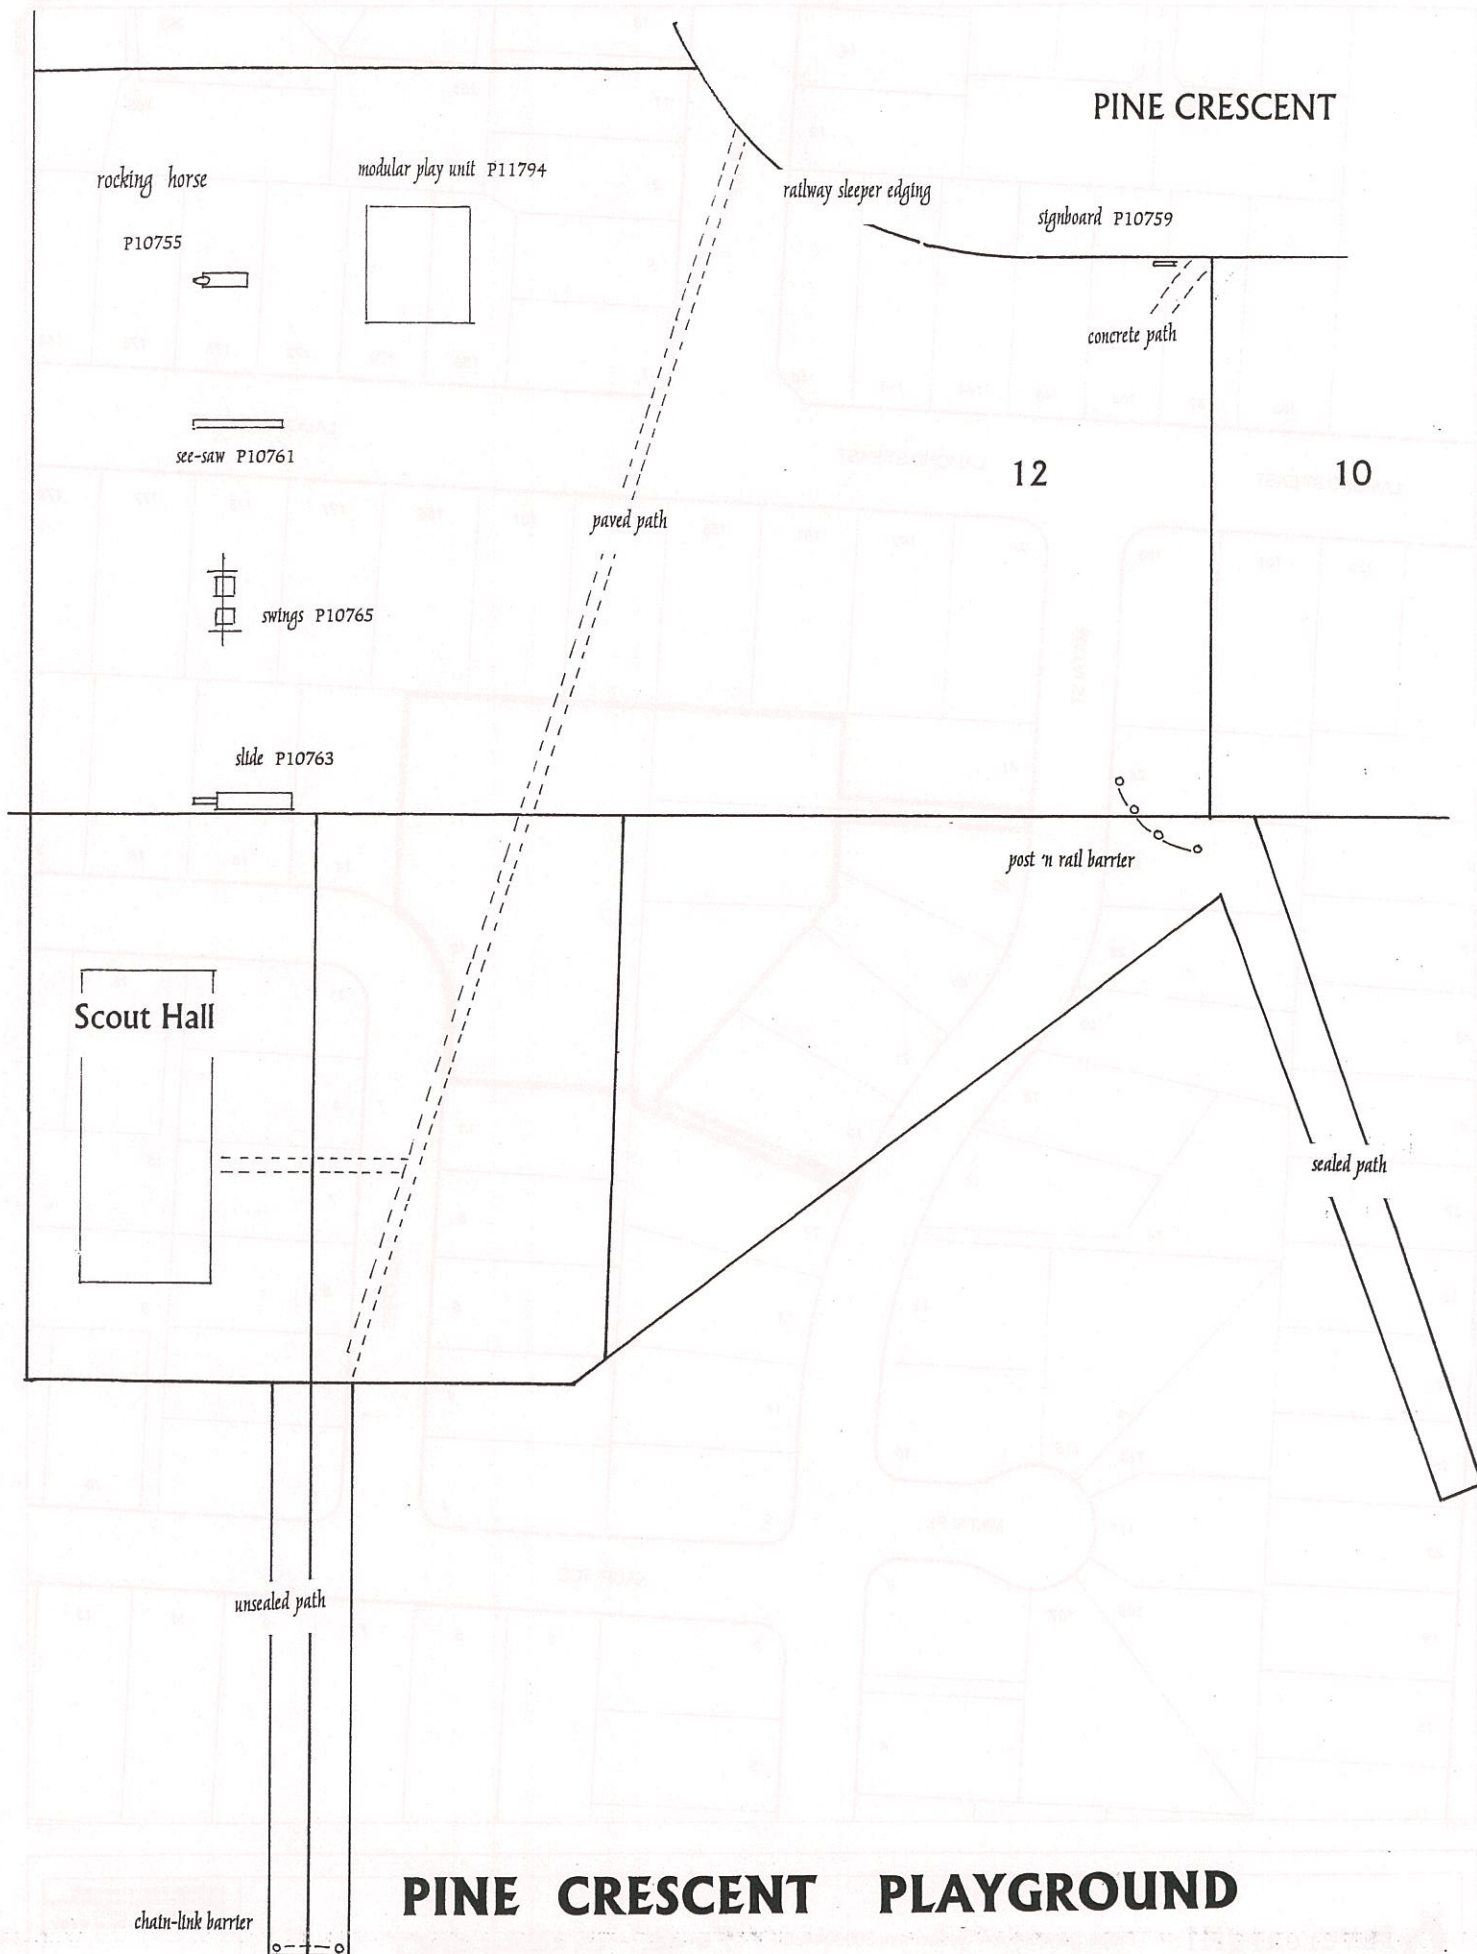 PINE CRESCENT
rocking horse
modular play unit P11794
railway sleeper edging
signboard P10759
P10755
concrete path
see-saw P10761
12
10
paved path
swings P10765
slide P10763
post 'n rail barrier
Scout Hall
sealed path
unsealed path
PINE CRESCENT PLAYGROUND
chain-link barrier